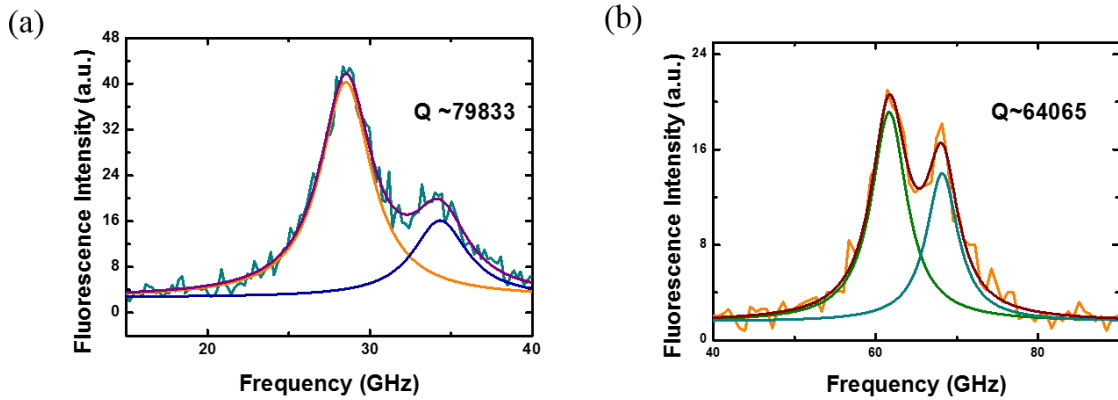 (a)
Fluorescence Intensity (a.u.)
48
40
32
24
16
8
0
Q ~79833
20
30
40
Frequency (GHz)
(b)
Fluorescence Intensity (a.u.)
24
16
8
0
Q~64065
40
60
80
Frequency (GHz)